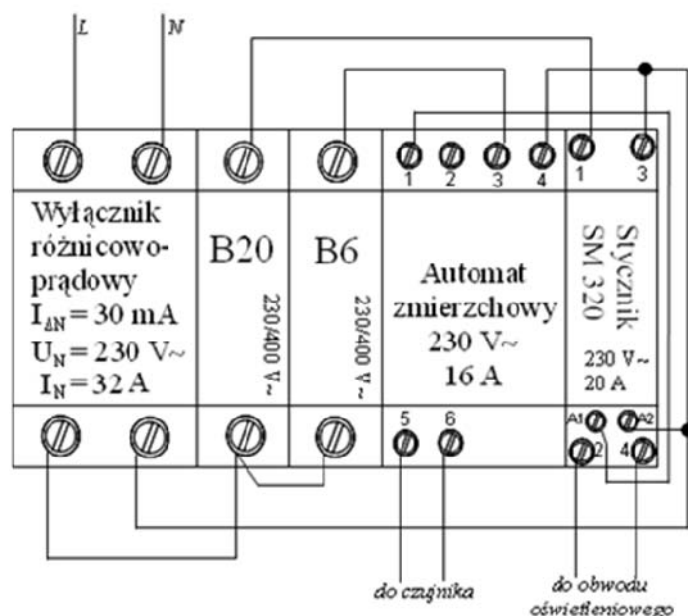 L N
1 2 3 4 1 3
Wyłącznik
różnicowo-
prądowy
I∆N = 30 mA
UN = 230 V~
IN = 32 A
B20
230/400 V~
B6
230/400 V~
Automat
zmierzchowy
230 V~
16 A
Stycznik
SM 320
230 V~
20 A
5 6
A1 A2
2 4
do czujnika
do obwodu
oświetleniowego